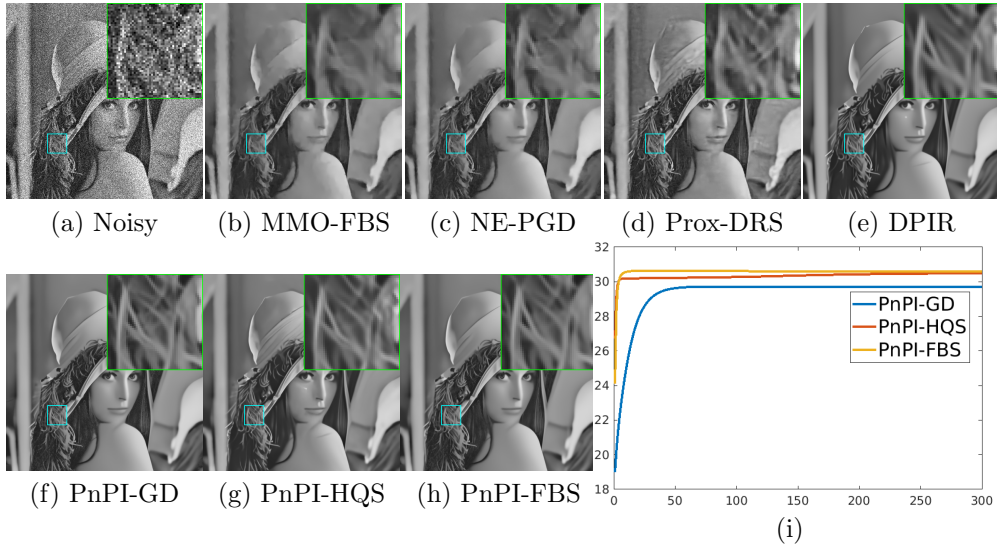 (a) Noisy
(b) MMO-FBS
(c) NE-PGD
(d) Prox-DRS
(e) DPIR
32
30
28
26
24
22
20
18
0
50
100
150
200
250
300
PnPI-GD
PnPI-HQS
PnPI-FBS
(f) PnPI-GD
(g) PnPI-HQS
(h) PnPI-FBS
(i)